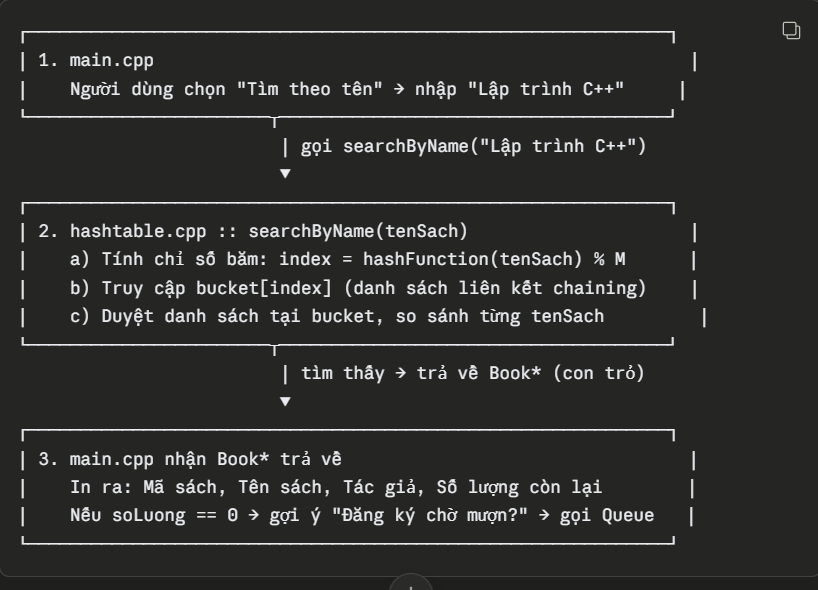 1. main.cpp
Người dùng chọn "Tìm theo tên" → nhập "Lập trình C++"
gọi searchByName("Lập trình C++")
▼
2. hashtable.cpp :: searchByName(tenSach)
a) Tính chỉ số băm: index = hashFunction(tenSach) % M
b) Truy cập bucket[index] (danh sách liên kết chaining)
c) Duyệt danh sách tại bucket, so sánh từng tenSach
tìm thấy → trả về Book* (con trỏ)
▼
3. main.cpp nhận Book* trả về
In ra: Mã sách, Tên sách, Tác giả, Số lượng còn lại
Nếu soLuong == 0 → gợi ý "Đăng ký chờ mượn?" → gọi Queue